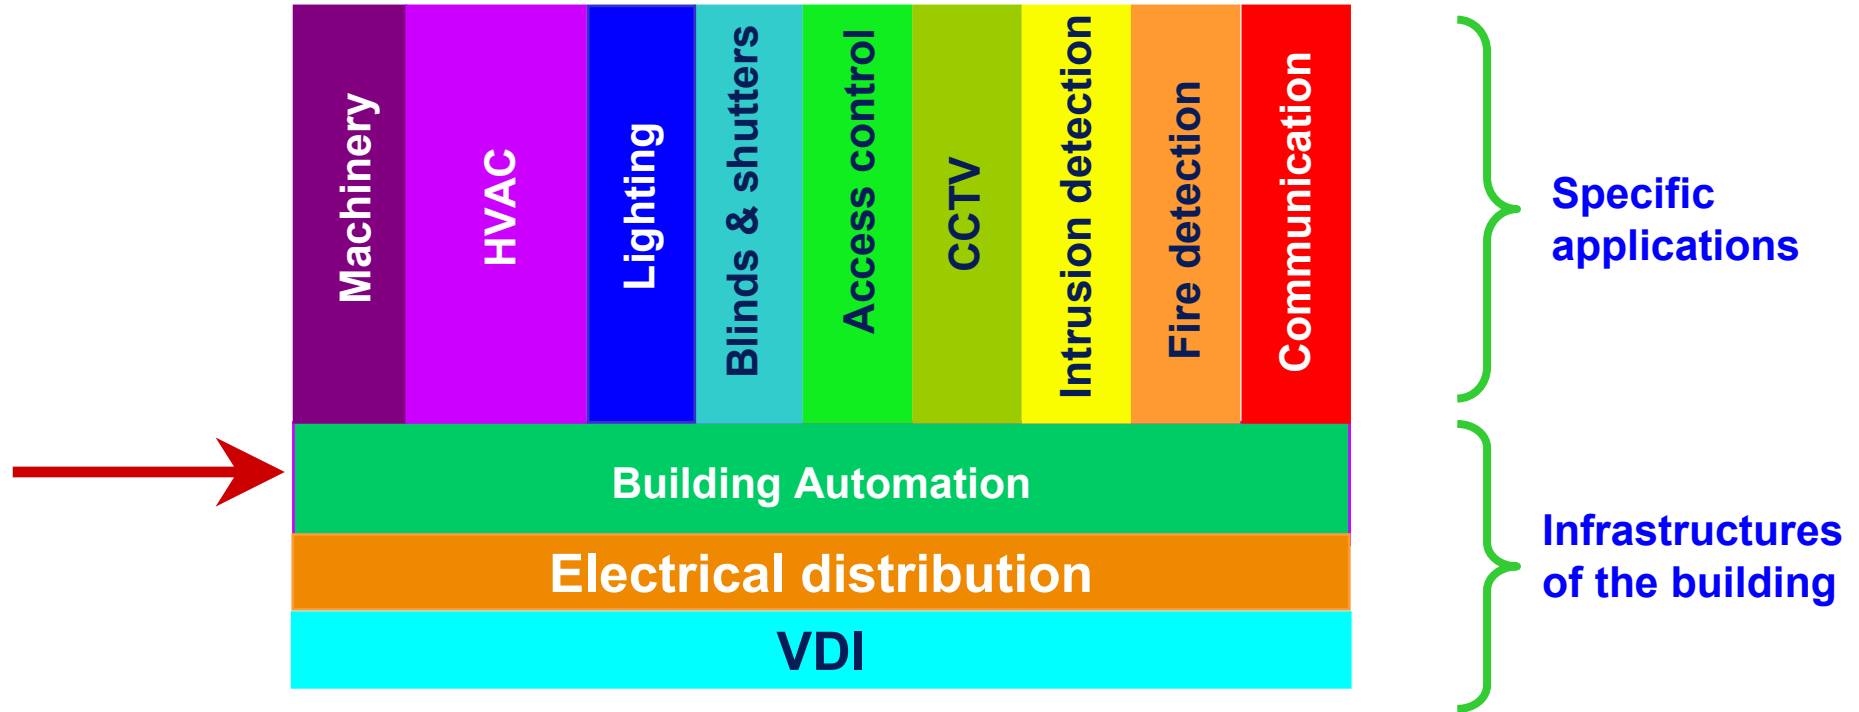 Machinery
HVAC
Lighting
Blinds & shutters
Access control
CCTV
Intrusion detection
Fire detection
Communication
Specific
applications
Building Automation
Electrical distribution
VDI
Infrastructures
of the building